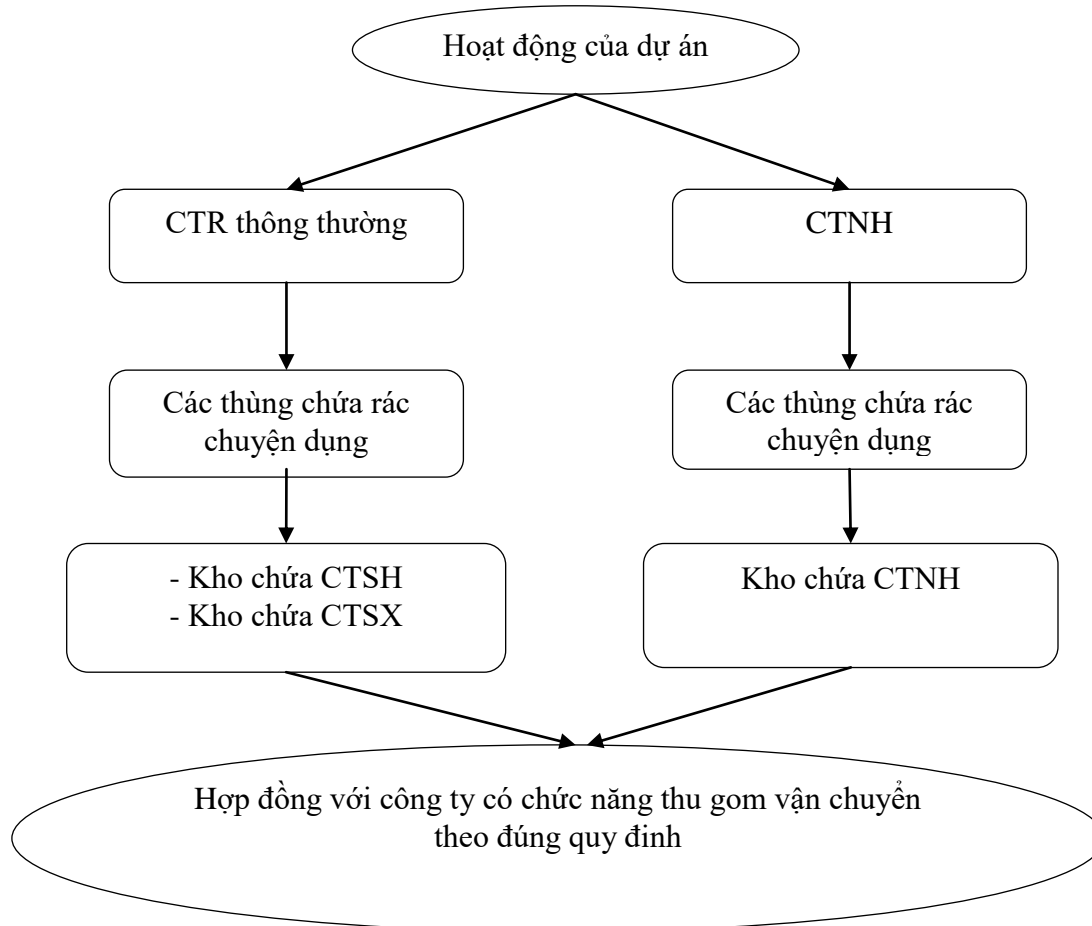 Hoạt động của dự án
CTR thông thường
CTNH
Các thùng chứa rác
chuyện dụng
Các thùng chứa rác
chuyện dụng
- Kho chứa CTSH
- Kho chứa CTSX
Kho chứa CTNH
Hợp đồng với công ty có chức năng thu gom vận chuyển
theo đúng quy đinh